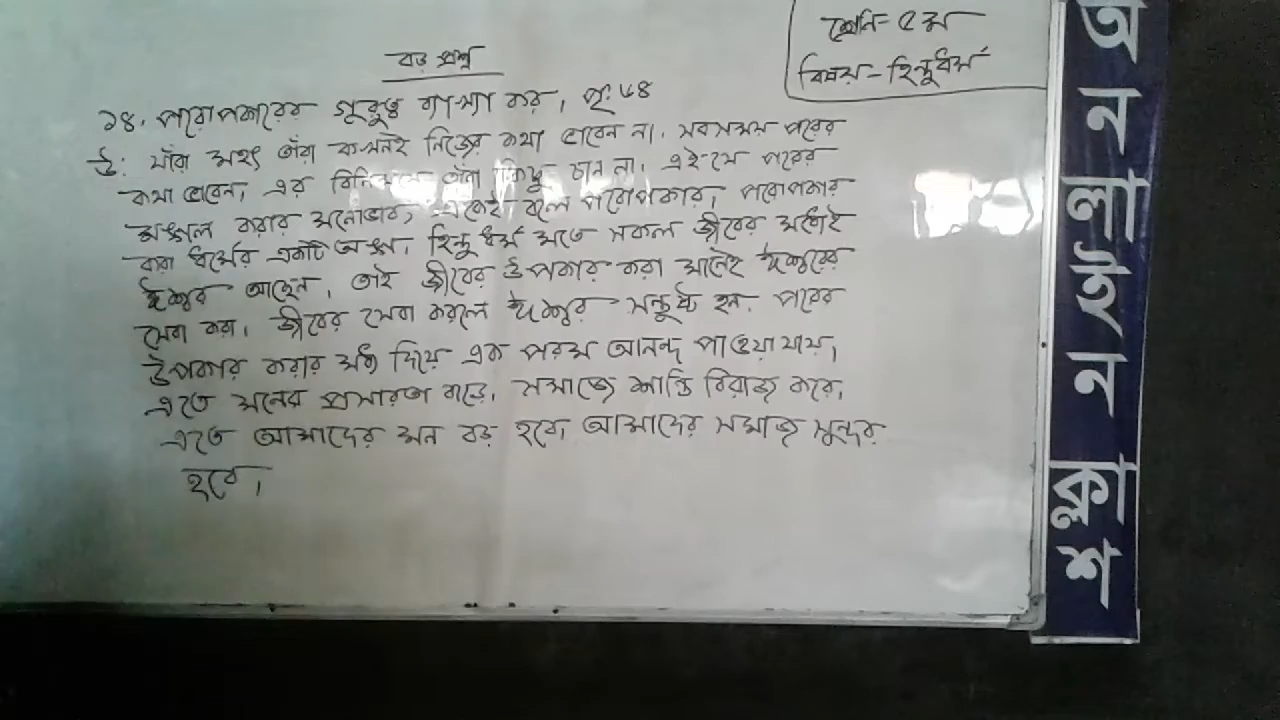 শ্রেনি- ৫ম
বিষয় - হিন্দুধর্ম
বড় প্রশ্ন
১৪. পরোপকারের গুরুত্ব ব্যাখ্যা কর। পৃ: ৬৪
উ: যাঁরা মহৎ তাঁরা কখনই নিজের কথা ভাবেন না। সবসময় পরের
কথা ভাবেন, এর বিনিময়ে তাঁরা কিছু চান না। এই যে পরের
মঙ্গল করার মনোভাব, একেই বলে পরোপকার। পরোপকার
করা ধর্মের একটি অঙ্গ। হিন্দু ধর্ম মতে সকল জীবের মধ্যেই
ঈশ্বর আছেন। তাই জীবের উপকার করা মানেই ঈশ্বরের
সেবা করা। জীবের সেবা করলে ঈশ্বর সন্তুষ্ট হন। পরের
উপকার করার মধ্য দিয়ে এক পরম আনন্দ পাওয়া যায়।
এতে মনের প্রসারতা বাড়ে। সমাজে শান্তি বিরাজ করে।
এতে আমাদের মন বড় হবে, আমাদের সমাজ সুন্দর
হবে।
অনলাইন ক্লাশ